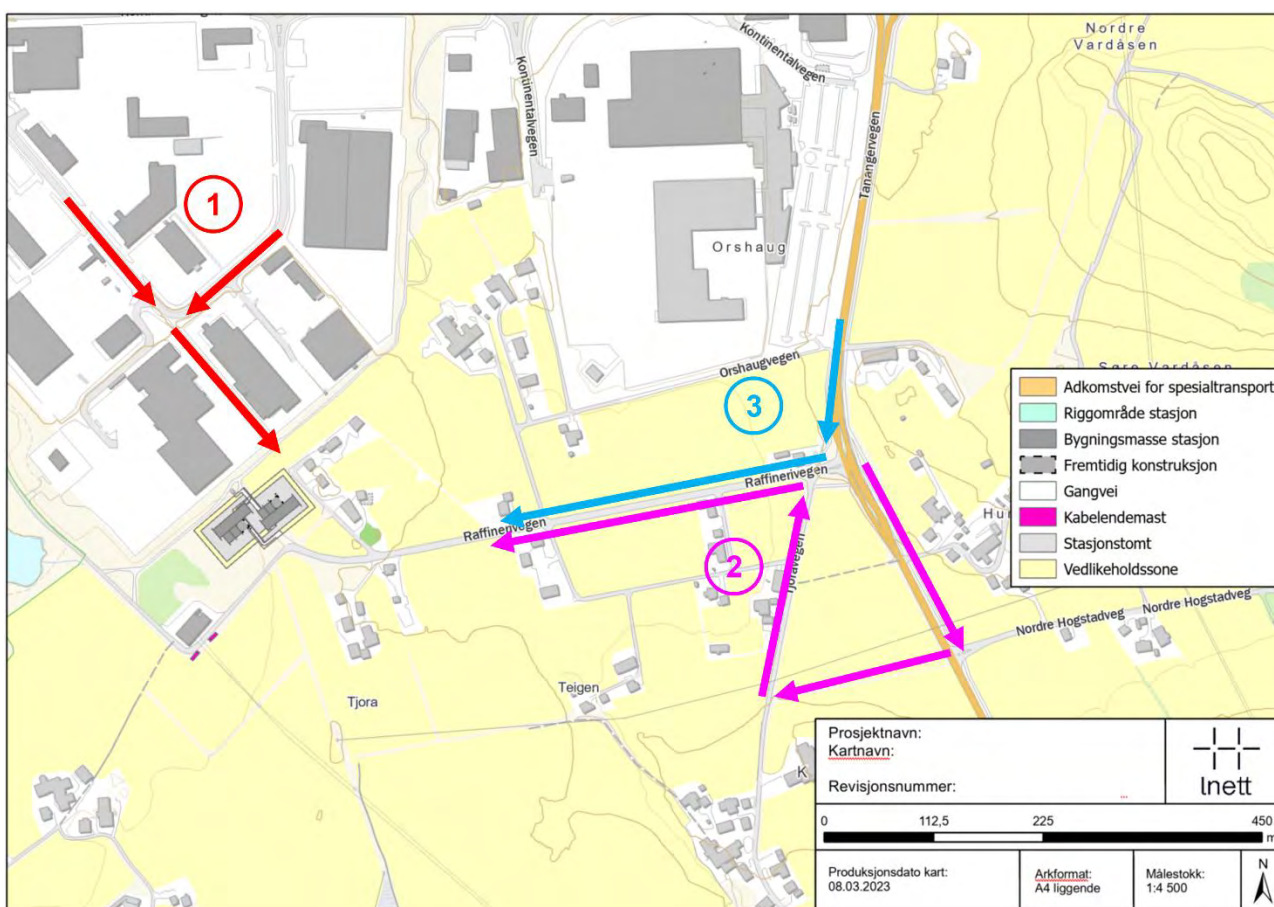 Kontinentalvegen
Kontinentalvegen
Tanangervegen
Nordre
Vardåsen
1
Orshaug
Orshaugvegen
Søre Vardåsen
3
Raffinerivegen
Raffinerivegen
2
Tjoravegen
Nordre Hogstadveg
Nordre Hogstadveg
Teigen
Tjora
K
Adkomstvei for spesialtransport
Riggområde stasjon
Bygningsmasse stasjon
Fremtidig konstruksjon
Gangvei
Kabelendemast
Stasjonstomt
Vedlikeholdssone
Prosjektnavn:
Kartnavn:
Revisjonsnummer:
...
lnett
0 112,5 225 450
m
Produksjonsdato kart:
08.03.2023
Arkformat:
A4 liggende
Målestokk:
1:4 500
N